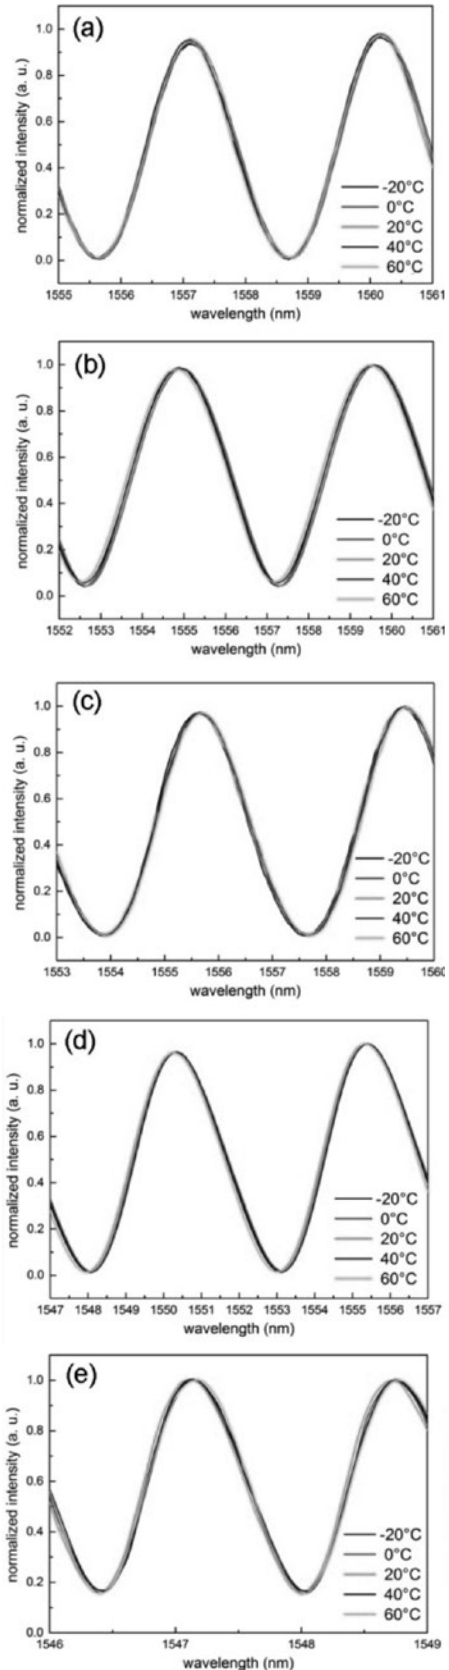 (a)
normalized intensity (a. u.)
1.0
0.8
0.6
0.4
0.2
0.0
-20°C
0°C
20°C
40°C
60°C
1555 1556 1557 1558 1559 1560 1561
wavelength (nm)
(b)
normalized intensity (a. u.)
1.0
0.8
0.6
0.4
0.2
0.0
-20°C
0°C
20°C
40°C
60°C
1552 1553 1554 1555 1556 1557 1558 1559 1560 1561
wavelength (nm)
(c)
normalized intensity (a. u.)
1.0
0.8
0.6
0.4
0.2
0.0
-20°C
0°C
20°C
40°C
60°C
1553 1554 1555 1556 1557 1558 1559 1560
wavelength (nm)
(d)
normalized intensity (a. u.)
1.0
0.8
0.6
0.4
0.2
0.0
-20°C
0°C
20°C
40°C
60°C
1547 1548 1549 1550 1551 1552 1553 1554 1555 1556 1557
wavelength (nm)
(e)
normalized intensity (a. u.)
1.0
0.8
0.6
0.4
0.2
0.0
-20°C
0°C
20°C
40°C
60°C
1546 1547 1548 1549
wavelength (nm)